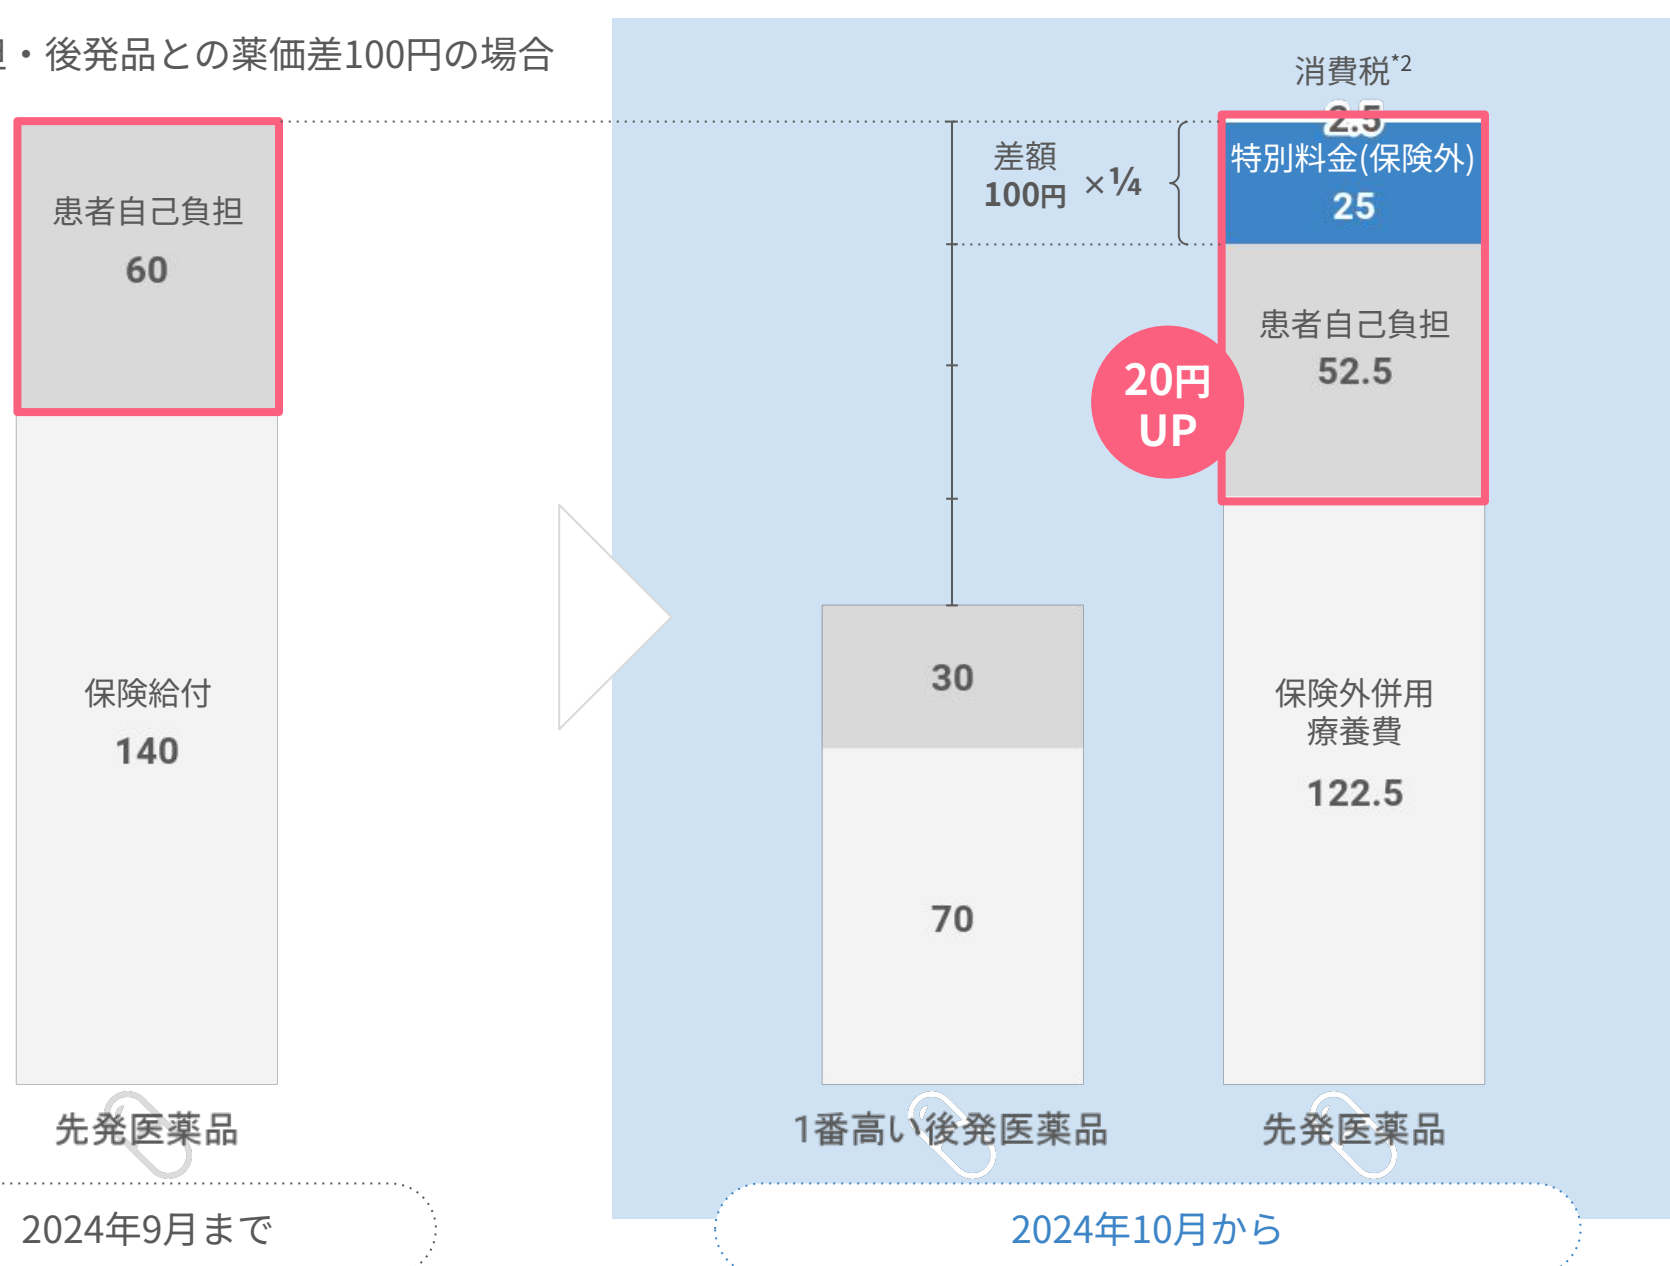 ・後発品との薬価差100円の場合
患者自己負担
60
保険給付
140
先発医薬品
2024年9月まで
差額
100円 ×¼
20円
UP
30
70
1番高い後発医薬品
消費税*2
2.5
特別料金(保険外)
25
患者自己負担
52.5
保険外併用
療養費
122.5
先発医薬品
2024年10月から